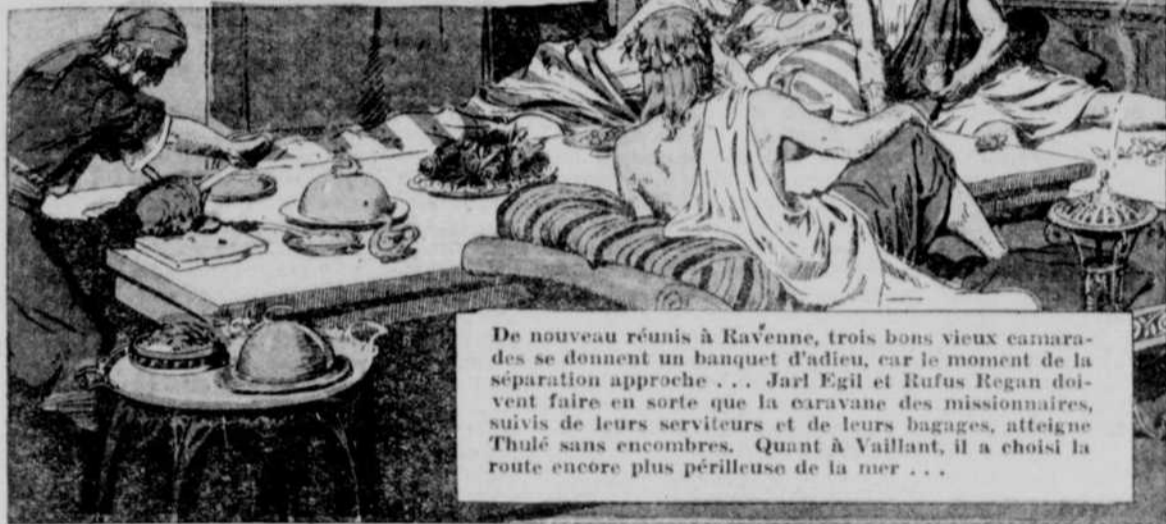 De nouveau réunis à Ravenne, trois bons vieux camara-
des se donnent un banquet d'adieu, car le moment de la
séparation approche ... Jarl Egil et Rufus Regan doi-
vent faire en sorte que la caravane des missionnaires,
suivis de leurs serviteurs et de leurs bagages, atteigne
Thulé sans encombres. Quant à Vaillant, il a choisi la
route encore plus périlleuse de la mer ...